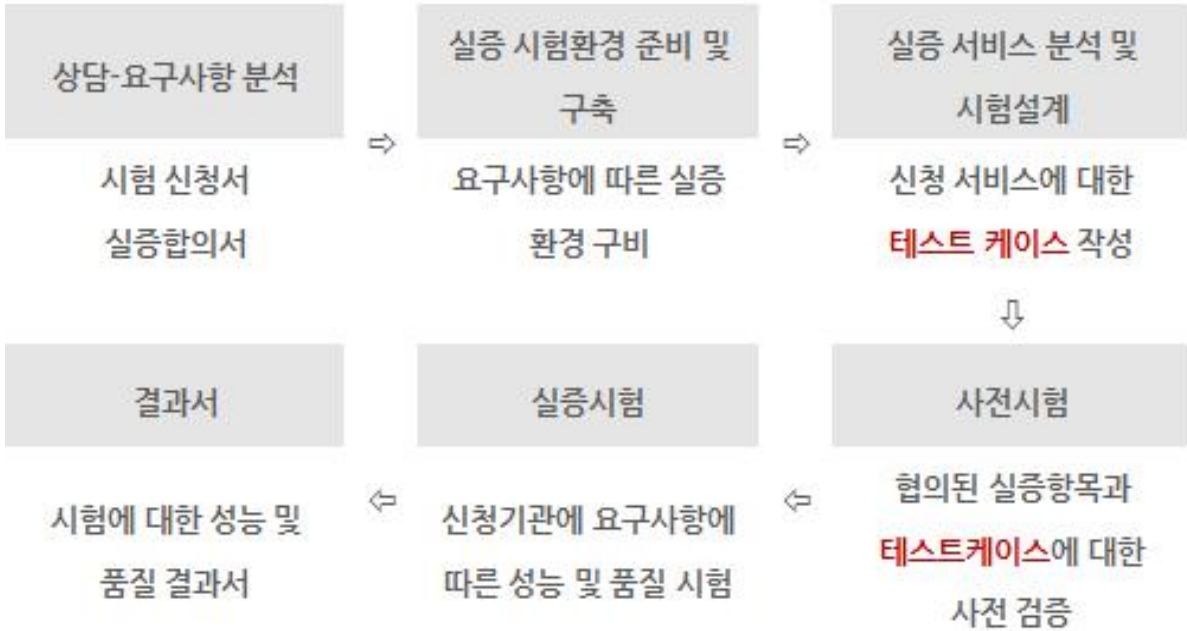 상담-요구사항 분석
시험 신청서
실증합의서
⇨
실증 시험환경 준비 및
구축
요구사항에 따른 실증
환경 구비
⇨
실증 서비스 분석 및
시험설계
신청 서비스에 대한
테스트 케이스 작성
⇩
사전시험
협의된 실증항목과
테스트케이스에 대한
사전 검증
⇦
실증시험
신청기관에 요구사항에
따른 성능 및 품질 시험
⇦
결과서
시험에 대한 성능 및
품질 결과서